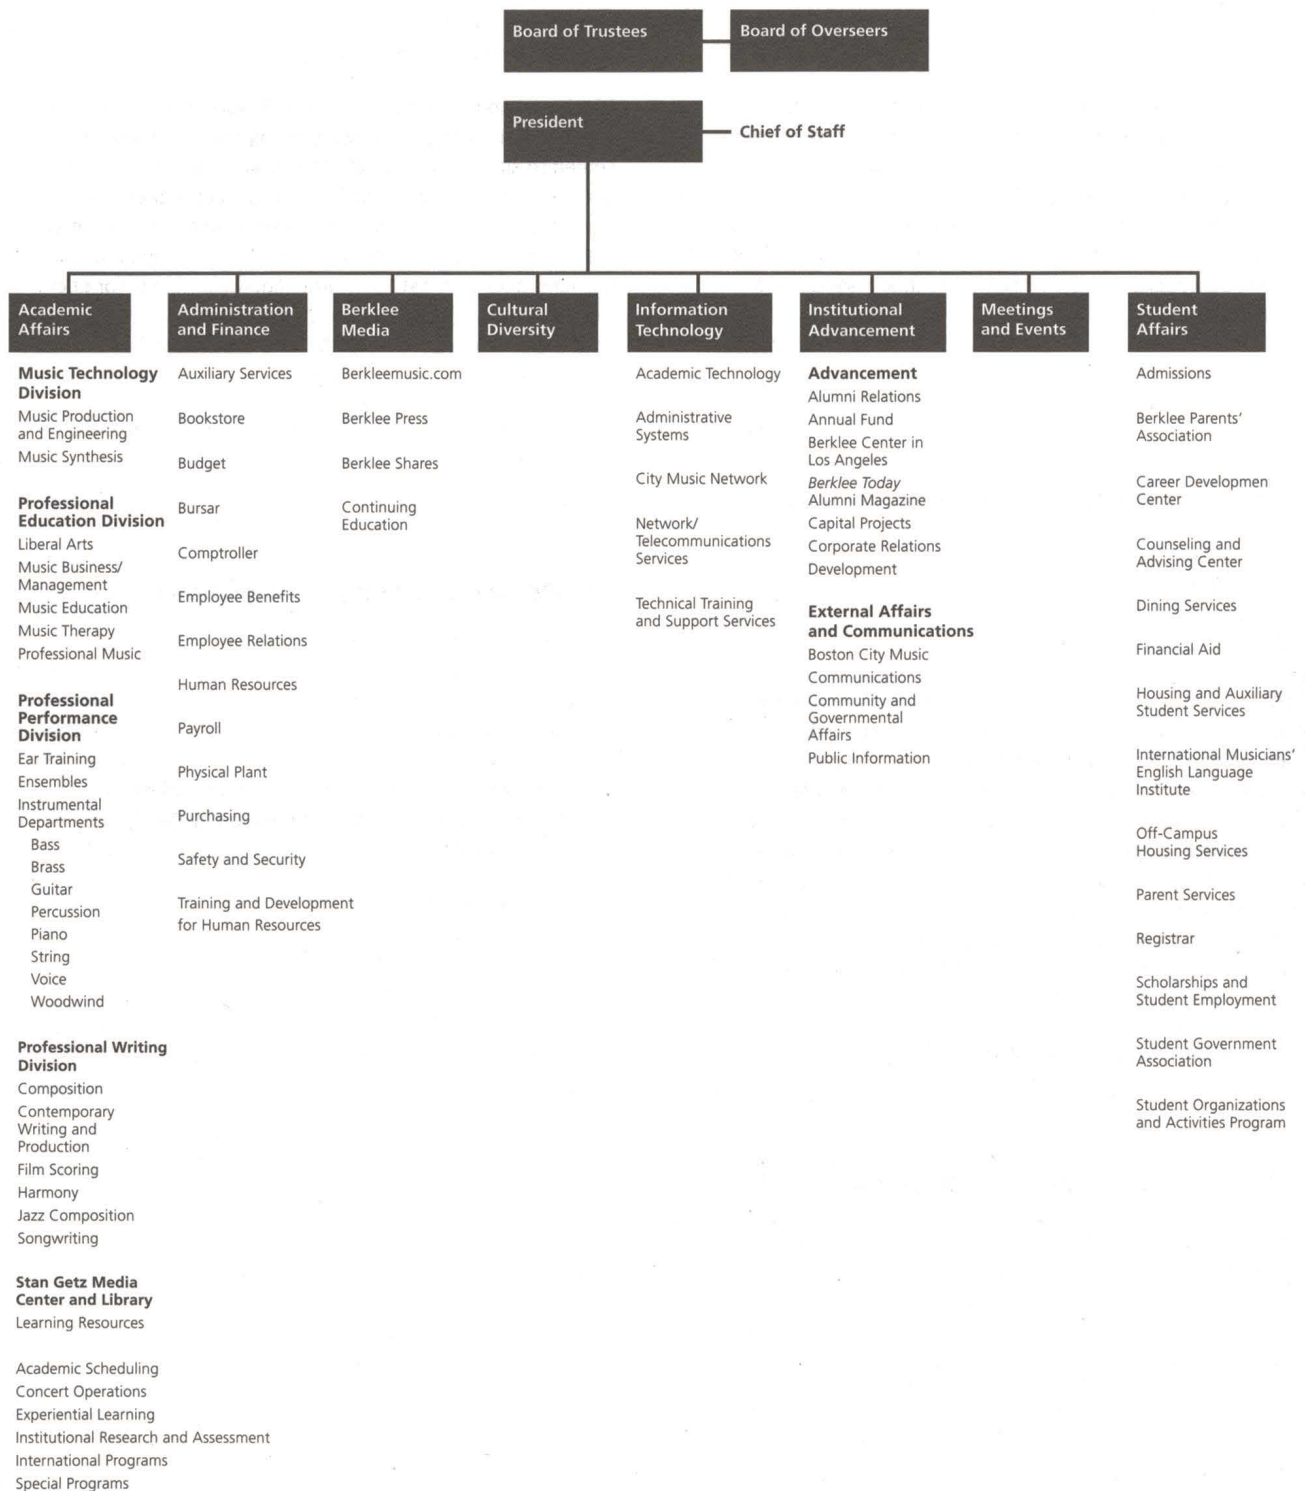 Board of Trustees
Board of Overseers
President
Chief of Staff
Academic
Affairs
Music Technology
Division
Music Production
and Engineering
Music Synthesis
Professional
Education Division
Liberal Arts
Music Business/
Management
Music Education
Music Therapy
Professional Music
Professional
Performance
Division
Ear Training
Ensembles
Instrumental
Departments
Bass
Brass
Guitar
Percussion
Piano
String
Voice
Woodwind
Professional Writing
Division
Composition
Contemporary
Writing and
Production
Film Scoring
Harmony
Jazz Composition
Songwriting
Stan Getz Media
Center and Library
Learning Resources
Academic Scheduling
Concert Operations
Experiential Learning
Institutional Research and Assessment
International Programs
Special Programs
Administration
and Finance
Auxiliary Services
Bookstore
Budget
Bursar
Comptroller
Employee Benefits
Employee Relations
Human Resources
Payroll
Physical Plant
Purchasing
Safety and Security
Training and Development
for Human Resources
Berklee
Media
Berkleemusic.com
Berklee Press
Berklee Shares
Continuing
Education
Cultural
Diversity
Information
Technology
Academic Technology
Administrative
Systems
City Music Network
Network/
Telecommunications
Services
Technical Training
and Support Services
Institutional
Advancement
Advancement
Alumni Relations
Annual Fund
Berklee Center in
Los Angeles
Berklee Today
Alumni Magazine
Capital Projects
Corporate Relations
Development
External Affairs
and Communications
Boston City Music
Communications
Community and
Governmental
Affairs
Public Information
Meetings
and Events
Student
Affairs
Admissions
Berklee Parents'
Association
Career Developmen
Center
Counseling and
Advising Center
Dining Services
Financial Aid
Housing and Auxiliary
Student Services
International Musicians'
English Language
Institute
Off-Campus
Housing Services
Parent Services
Registrar
Scholarships and
Student Employment
Student Government
Association
Student Organizations
and Activities Program